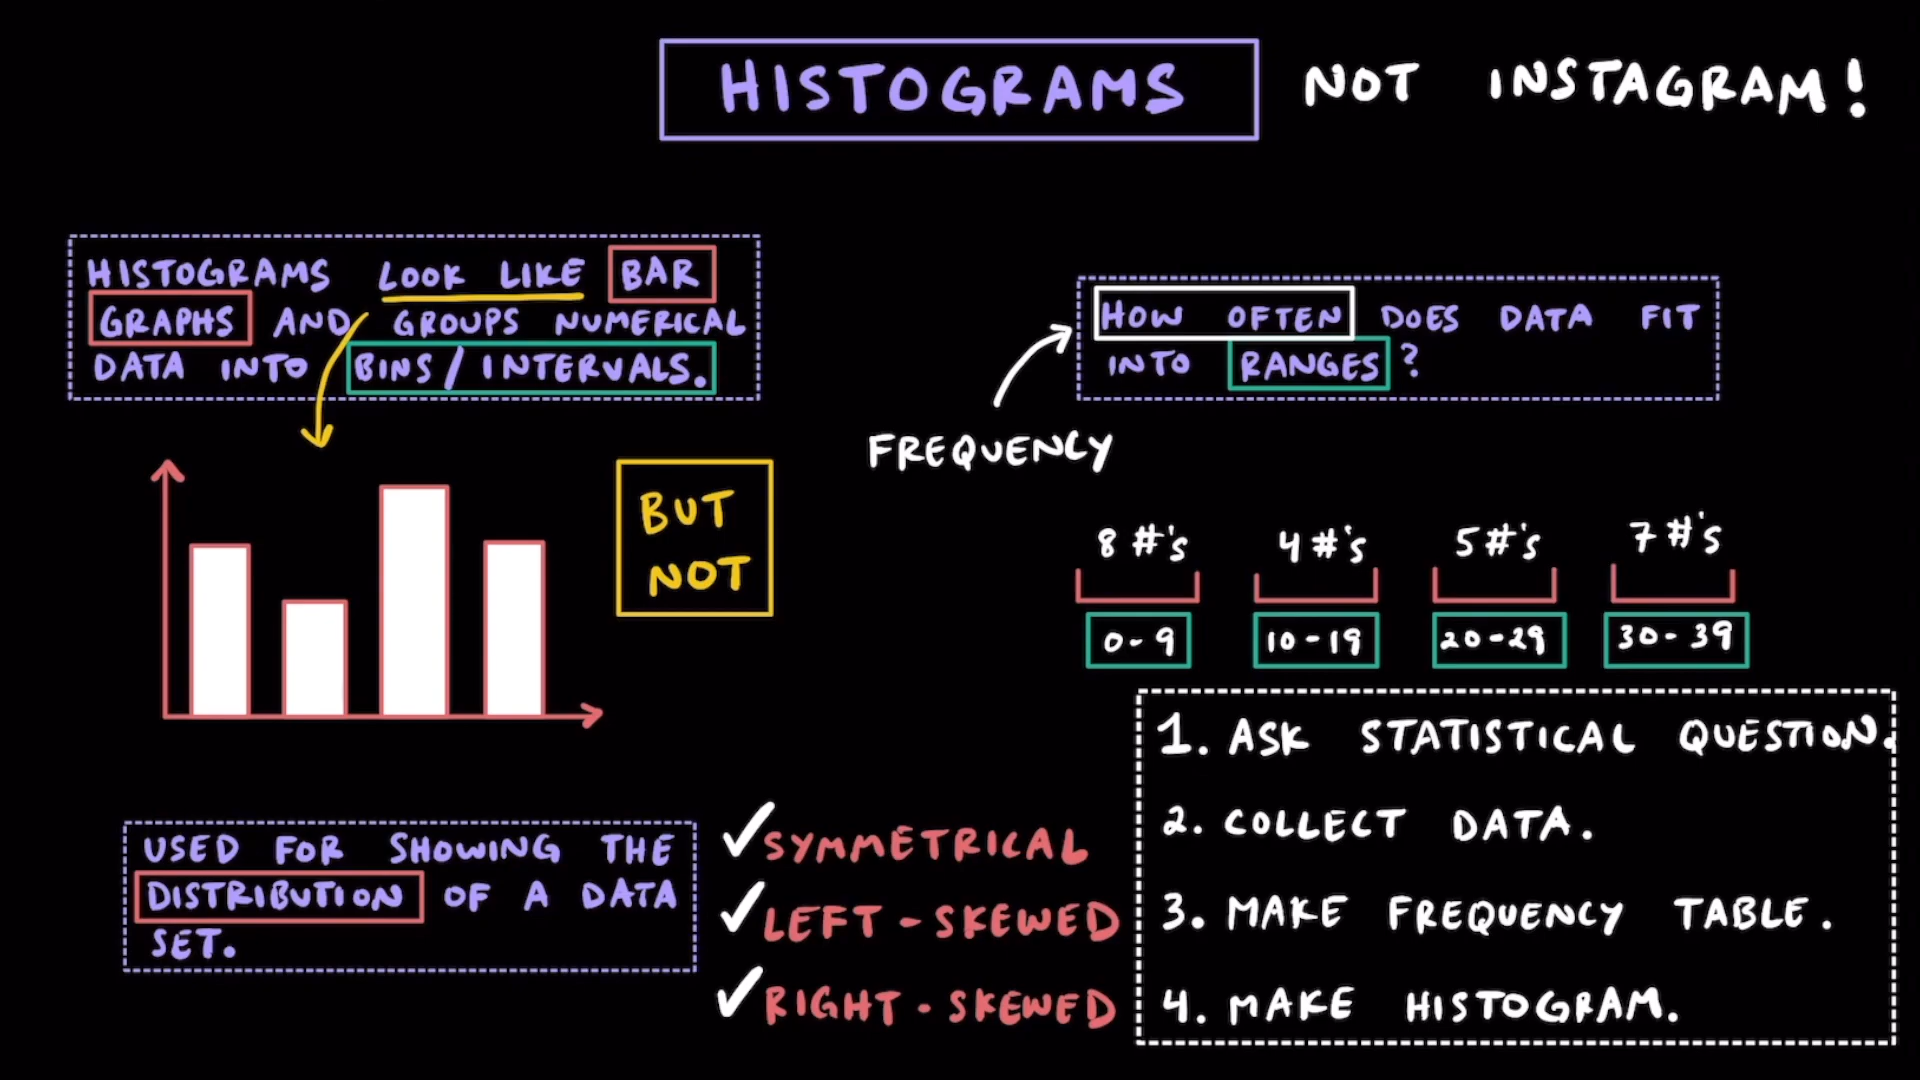 HISTOGRAMS NOT INSTAGRAM!
HISTOGRAMS LOOK LIKE BAR
GRAPHS AND GROUPS NUMERICAL
DATA INTO BINS/INTERVALS.
BUT
NOT
HOW OFTEN DOES DATA FIT
INTO RANGES?
FREQUENCY
8 #'s 4 #'s 5 #'s 7 #'s
0-9 10-19 20-29 30-39
USED FOR SHOWING THE
DISTRIBUTION OF A DATA
SET.
SYMMETRICAL
LEFT-SKEWED
RIGHT-SKEWED
1. ASK STATISTICAL QUESTION.
2. COLLECT DATA.
3. MAKE FREQUENCY TABLE.
4. MAKE HISTOGRAM.